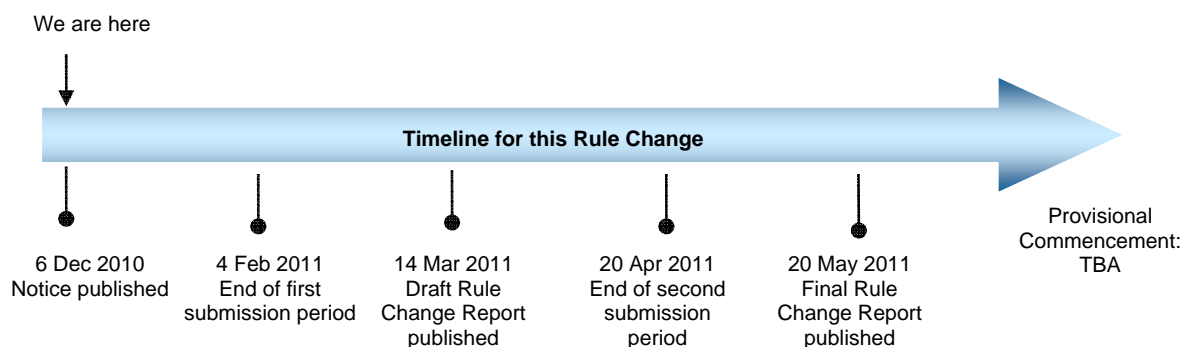 We are here
Timeline for this Rule Change
6 Dec 2010
Notice published
4 Feb 2011
End of first
submission period
14 Mar 2011
Draft Rule
Change Report
published
20 Apr 2011
End of second
submission
period
20 May 2011
Final Rule
Change Report
published
Provisional
Commencement:
TBA